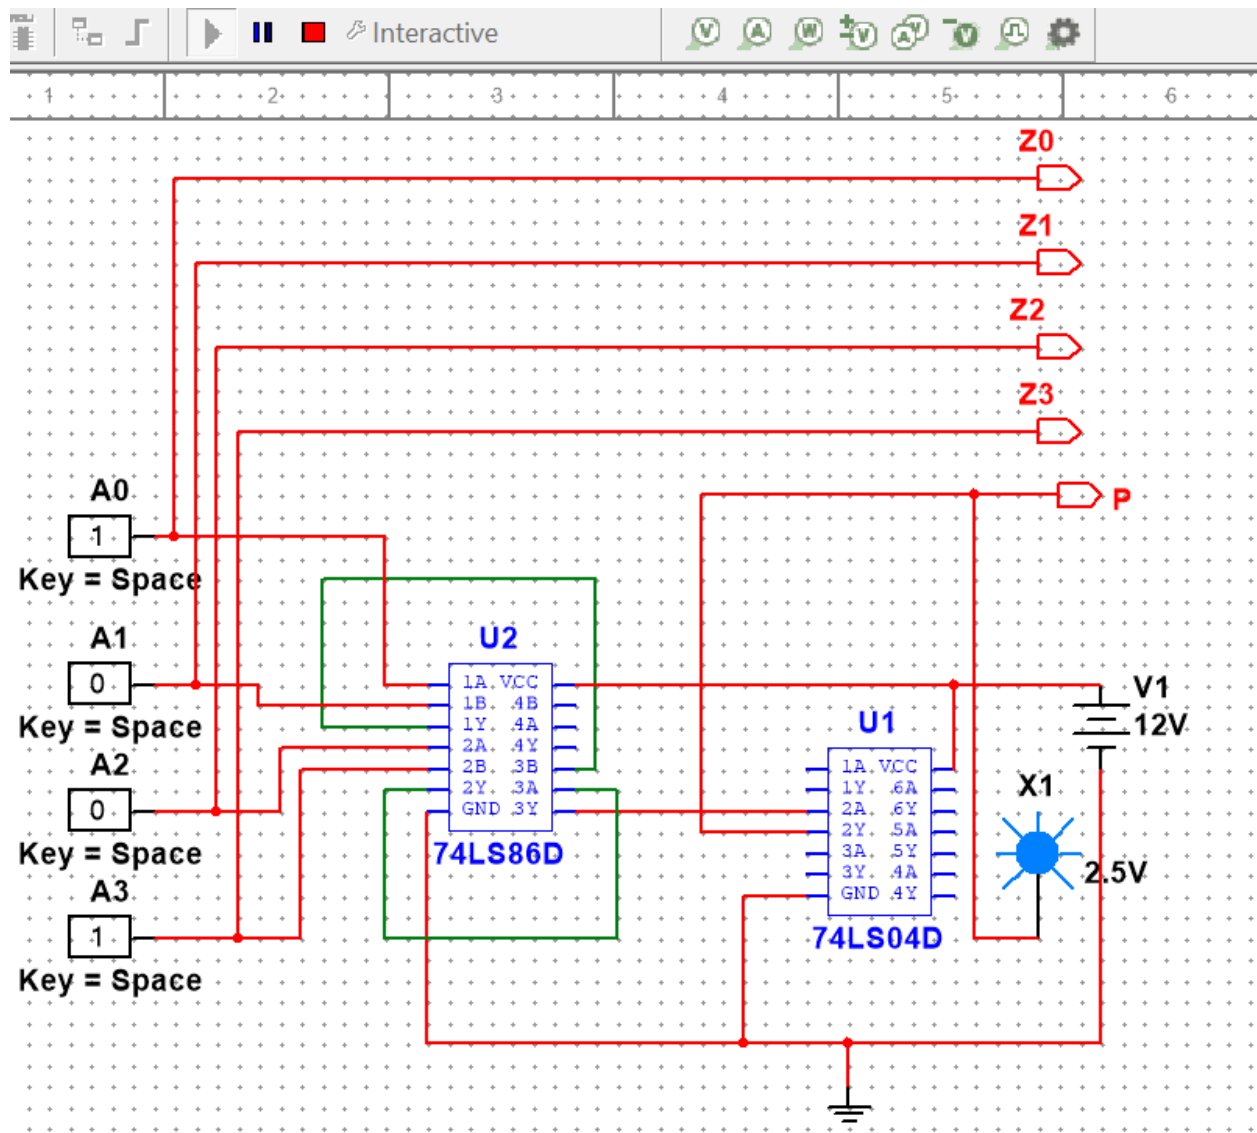 Interactive
V A W V A V V
1 2 3 4 5 6
Z0
Z1
Z2
Z3
P
A0
1
Key = Space
A1
0
Key = Space
A2
0
Key = Space
A3
1
Key = Space
U2
1A VCC
1B 4B
1Y 4A
2A 4Y
2B 3B
2Y 3A
GND 3Y
74LS86D
U1
1A VCC
1Y 6A
2A 6Y
2Y 5A
3A 5Y
3Y 4A
GND 4Y
74LS04D
V1
12V
X1
2.5V